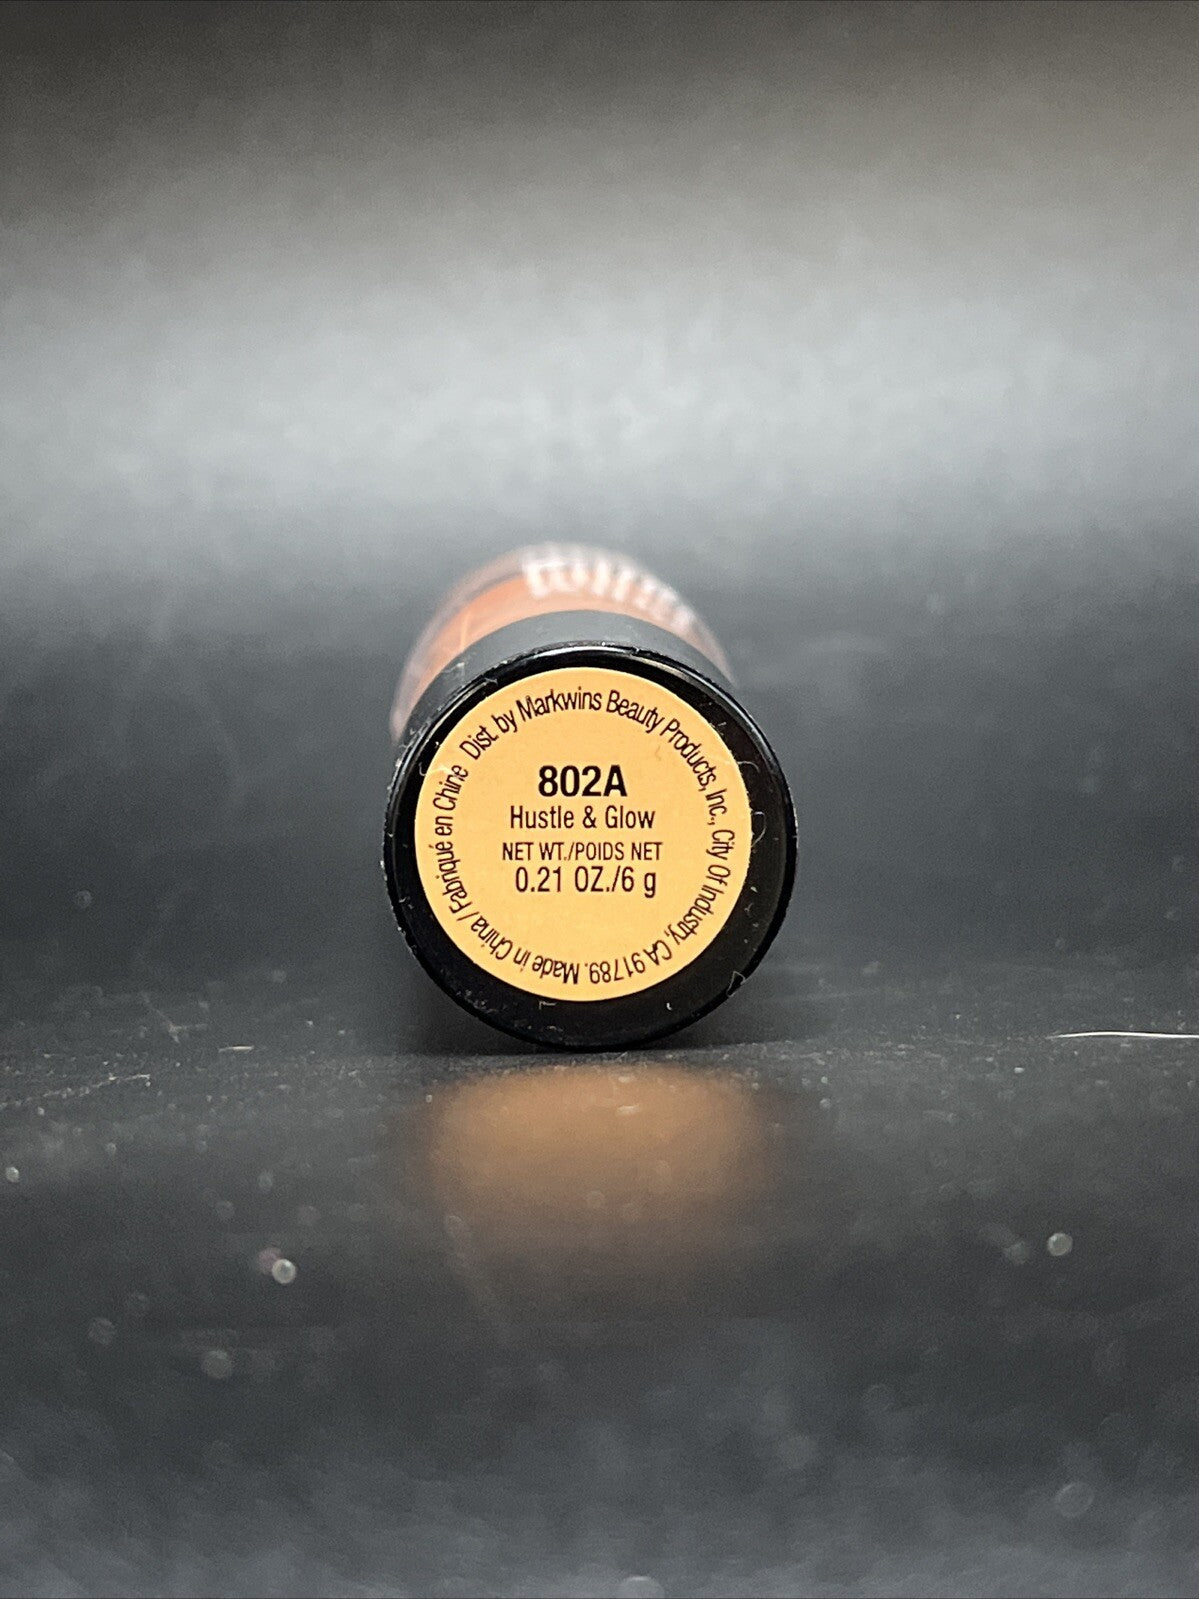 802A
Hustle & Glow
NET WT./POIDS NET
0.21 OZ./6 g
Dist. by Markwins Beauty Products, Inc., City Of Industry, CA 91789. Made in China / Fabriqué en Chine